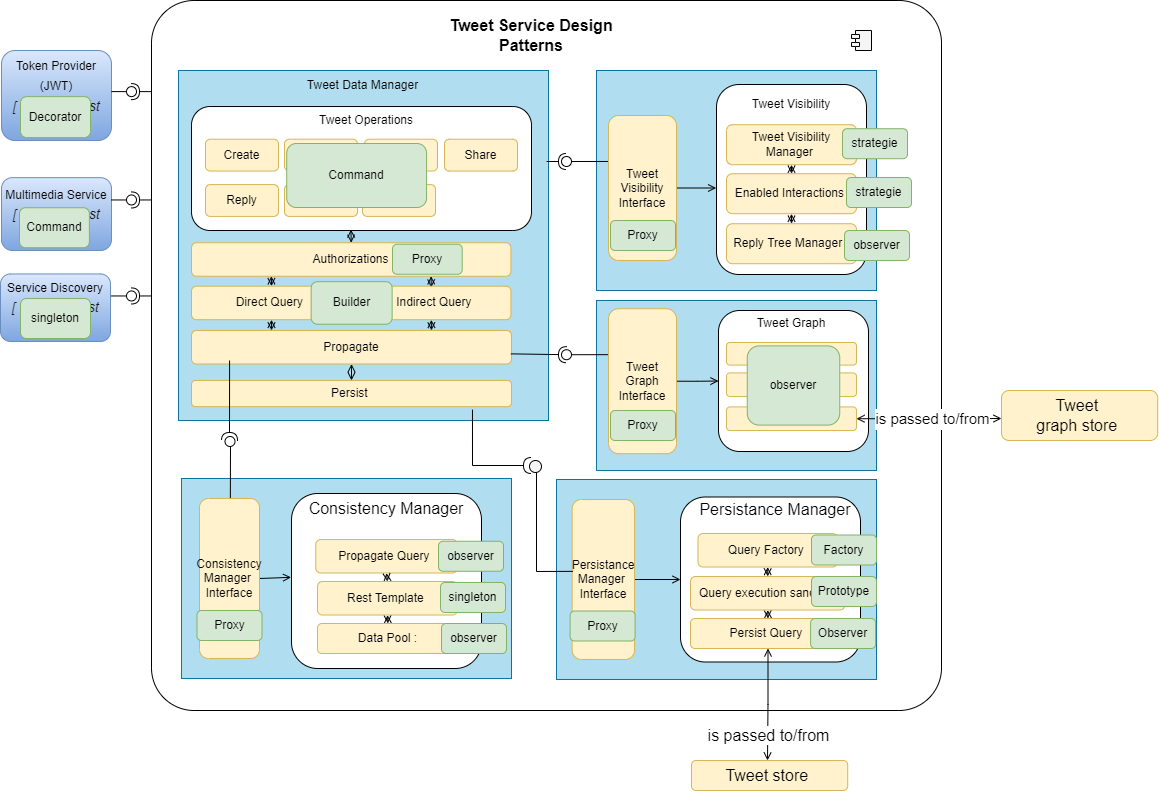 Tweet Service Design
Patterns
Token Provider
(JWT)
[
st
Decorator
Multimedia Service
[
st
Command
Service Discovery
[
st
singleton
Tweet Data Manager
Tweet Operations
Create
Share
Command
Reply
Authorizations
Proxy
Direct Query
Builder
Indirect Query
Propagate
Persist
Tweet
Visibility
Interface
Proxy
Tweet Visibility
Tweet Visibility
Manager
strategie
Enabled Interactions
strategie
Reply Tree Manager
observer
Tweet
Graph
Interface
Proxy
Tweet Graph
observer
is passed to/from
Tweet
graph store
Consistency
Manager
Interface
Proxy
Consistency Manager
Propagate Query
observer
Rest Template
singleton
Data Pool :
observer
Persistance
Manager
Interface
Proxy
Persistance Manager
Query Factory
Factory
Query execution san
Prototype
Persist Query
Observer
is passed to/from
Tweet store